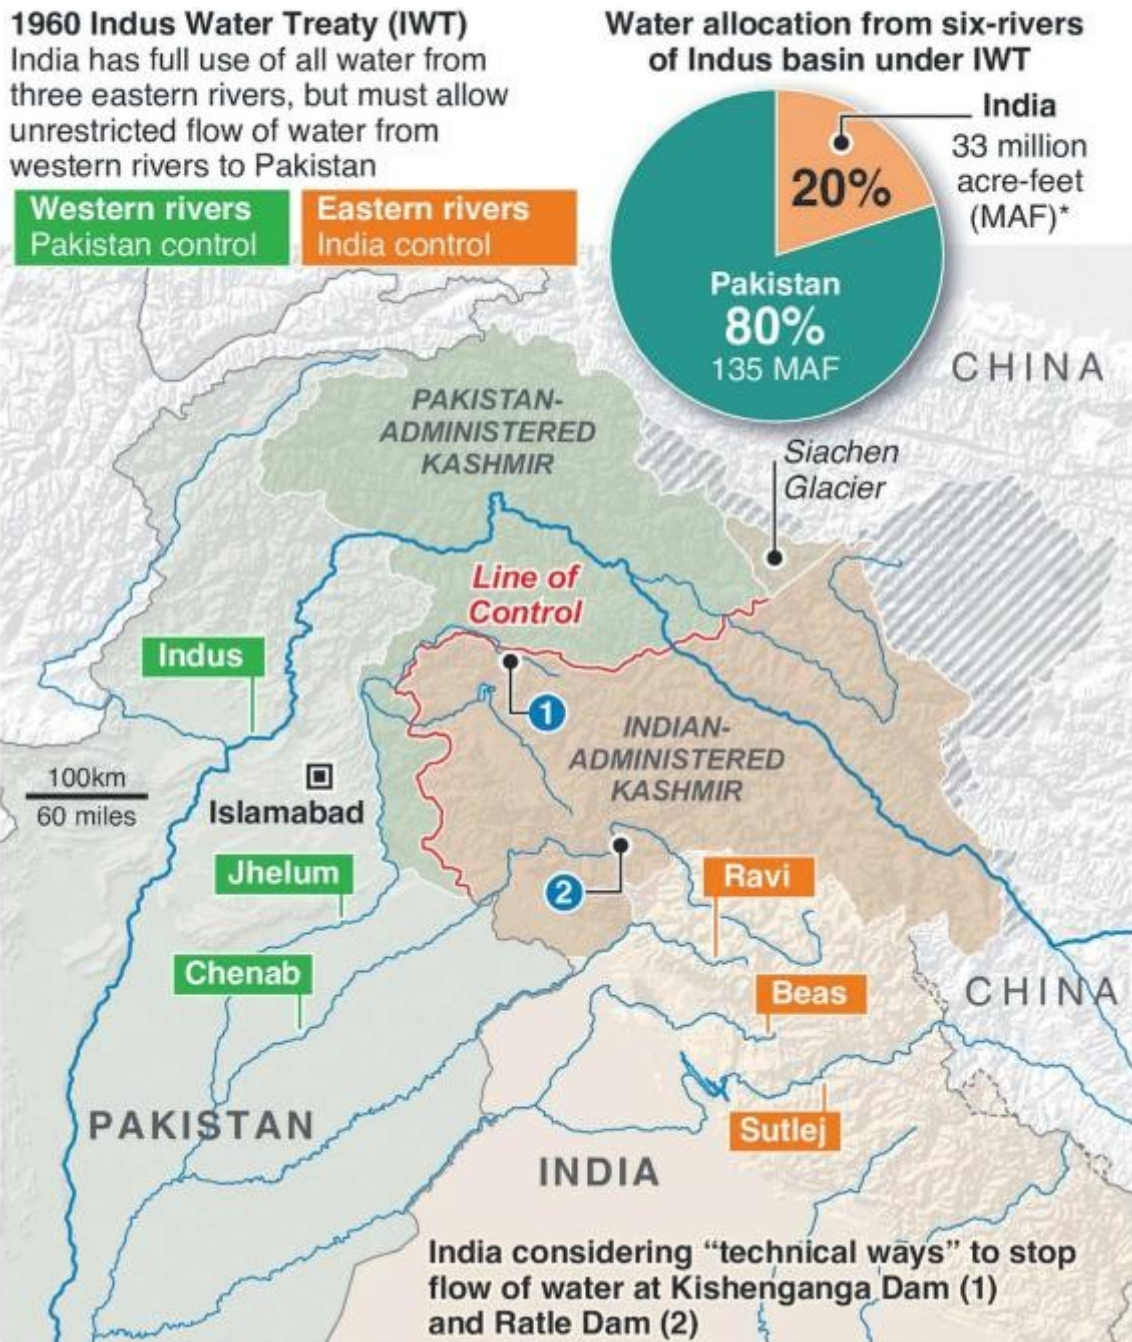 1960 Indus Water Treaty (IWT)
India has full use of all water from
three eastern rivers, but must allow
unrestricted flow of water from
western rivers to Pakistan
Western rivers
Pakistan control
Eastern rivers
India control
Water allocation from six-rivers
of Indus basin under IWT
India
33 million
acre-feet
(MAF)*
20%
Pakistan
80%
135 MAF
CHINA
PAKISTAN-
ADMINISTERED
KASHMIR
Siachen
Glacier
Line of
Control
Indus
1
INDIAN-
ADMINISTERED
KASHMIR
100km
60 miles
Islamabad
Jhelum
2
Ravi
Chenab
Beas
CHINA
PAKISTAN
Sutlej
INDIA
India considering “technical ways” to stop
flow of water at Kishenganga Dam (1)
and Ratle Dam (2)